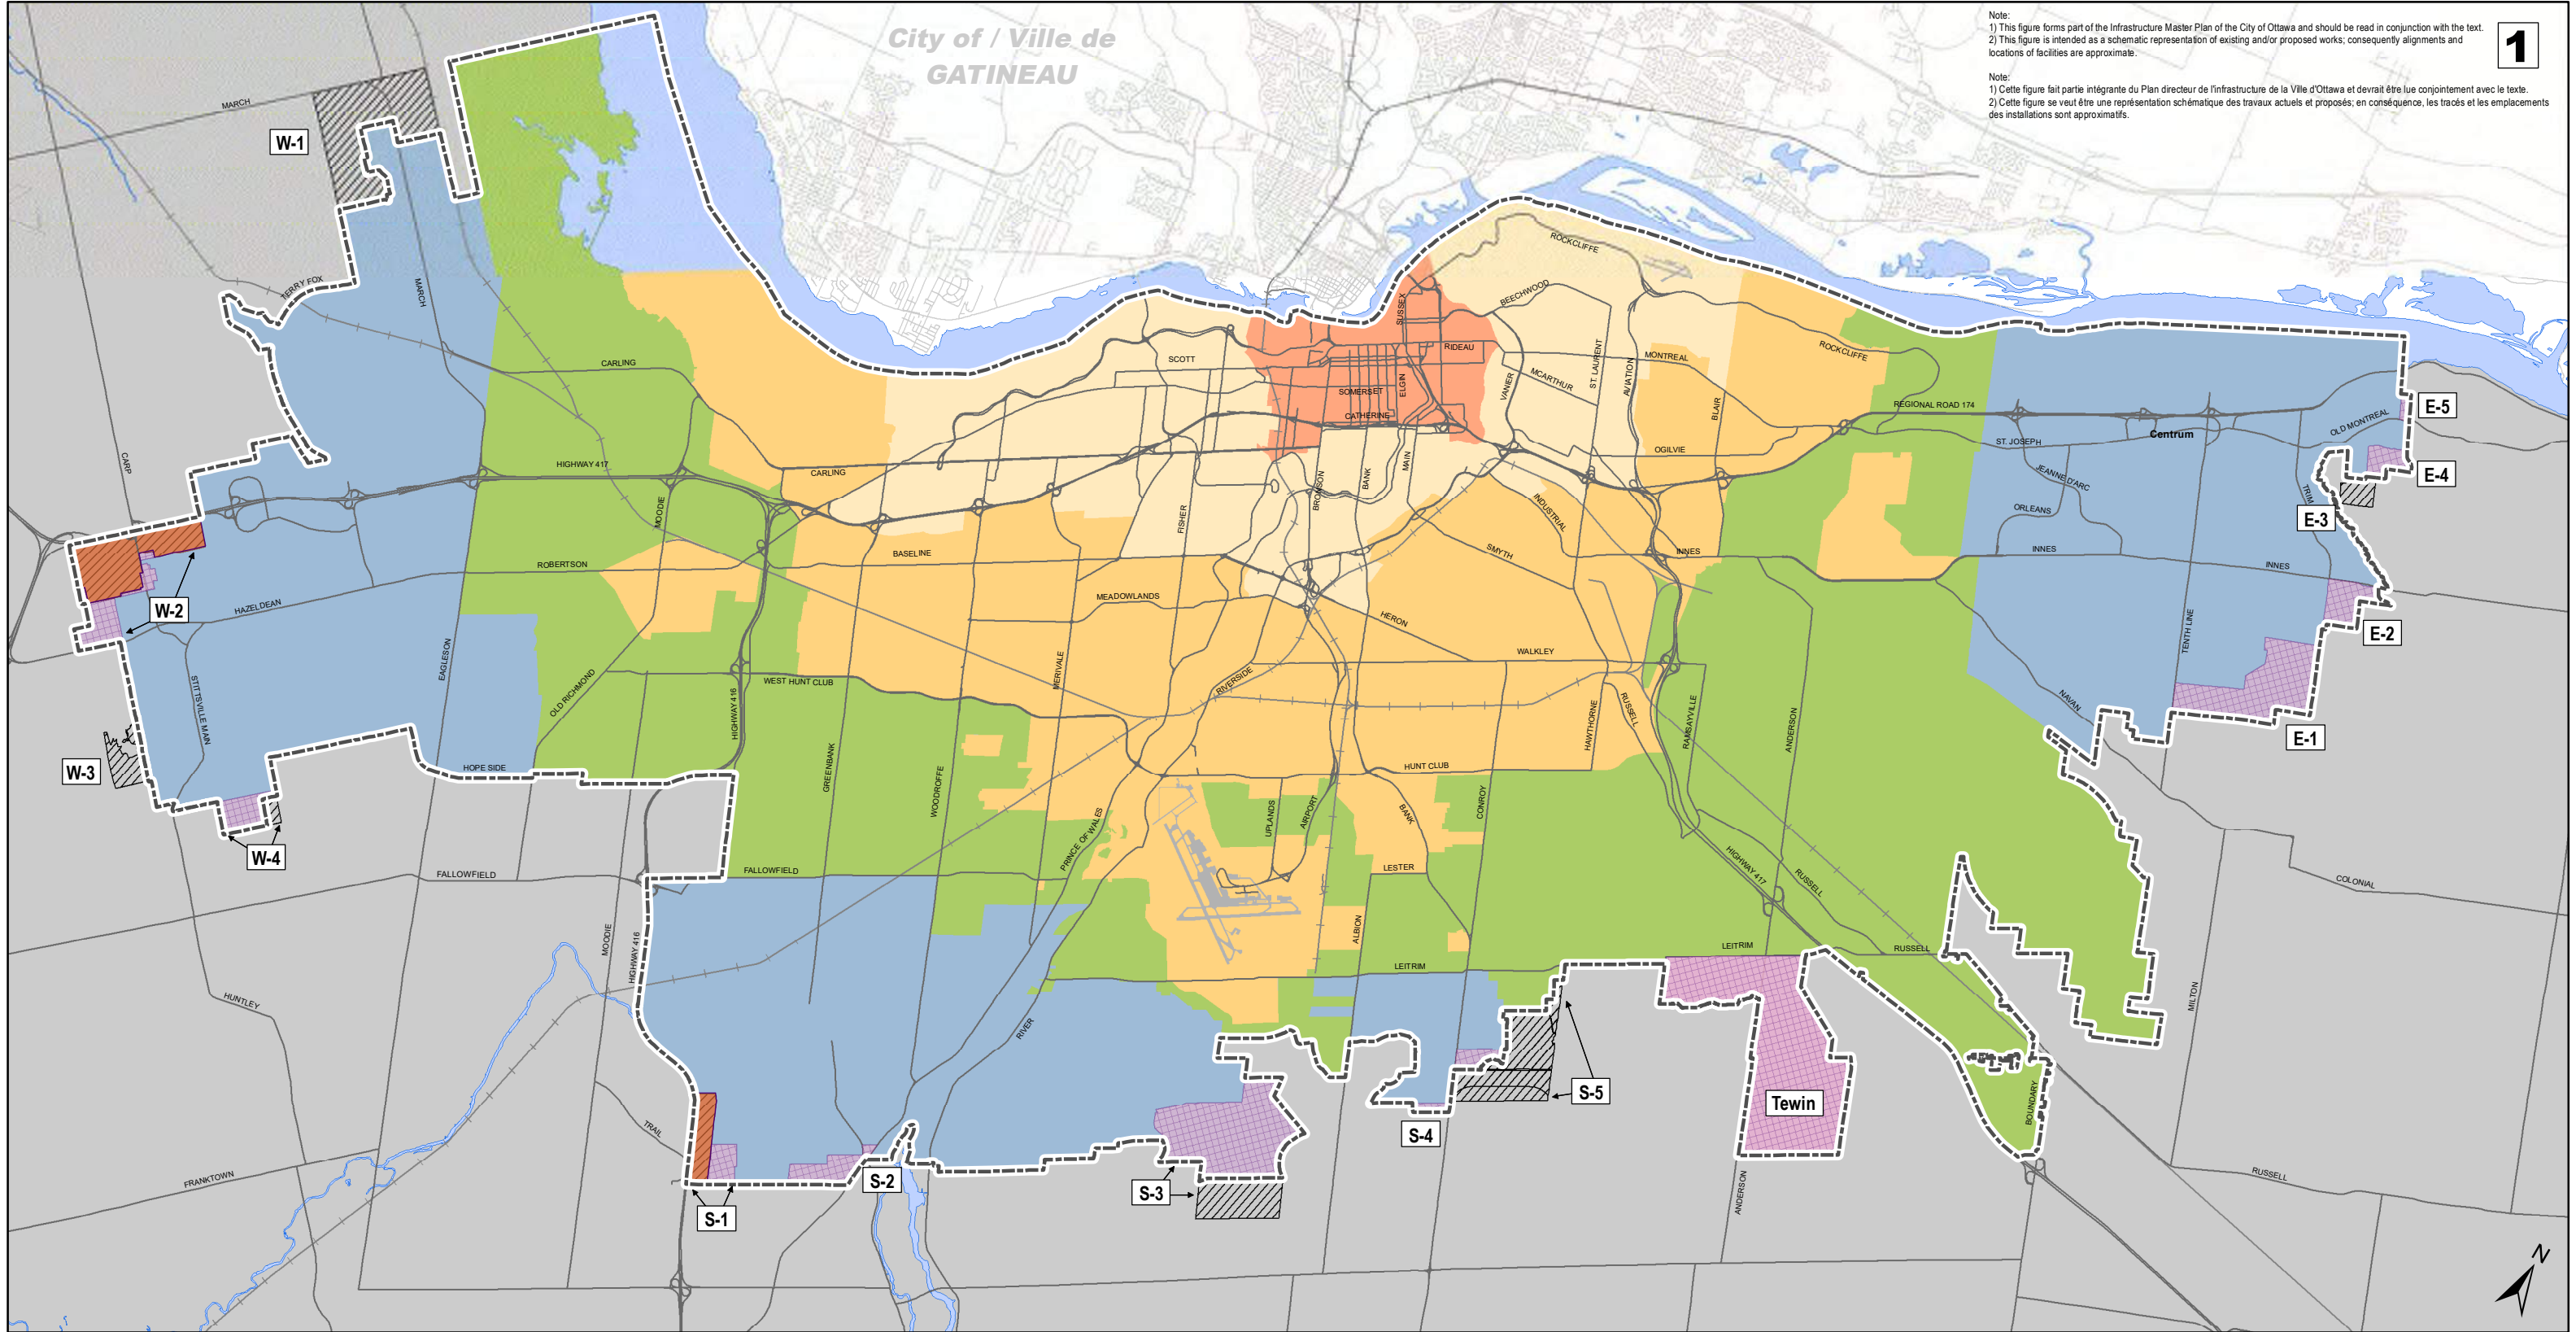 City of / Ville de
GATINEAU
Note:
1) This figure forms part of the Infrastructure Master Plan of the City of Ottawa and should be read in conjunction with the text.
2) This figure is intended as a schematic representation of existing and/or proposed works; consequently alignments and
locations of facilities are approximate.
Note:
1) Cette figure fait partie intégrante du Plan directeur de l'infrastructure de la Ville d'Ottawa et devrait être lue conjointement avec le texte.
2) Cette figure se veut être une représentation schématique des travaux actuels et proposés; en conséquence, les tracés et les emplacements
des installations sont approximatifs.
1
MARCH
W-1
TERRY FOX
MARCH
CARLING
CARP
HIGHWAY 417
MOODIE
CARLING
ROBERTSON
BASELINE
W-2
HAZELDEAN
EAGLESON
STITTSVILLE MAIN
OLD RICHMOND
HIGHWAY 416
WEST HUNT CLUB
W-3
HOPE SIDE
W-4
FALLOWFIELD
FALLOWFIELD
GREENBANK
WOODROFFE
MERIVALE
MEADOWLANDS
FISHER
SCOTT
SUSSEX
RIDEAU
SOMERSET
ELGIN
CATHERINE
BRONSON
BANK
MAIN
VANIER
MCARTHUR
BEECHWOOD
ROCKCLIFFE
ST. LAURENT
AVIATION
MONTREAL
ROCKCLIFFE
BLAIR
OGILVIE
REGIONAL ROAD 174
ST. JOSEPH
Centrum
JEANNE D'ARC
ORLEANS
OLD MONTREAL
E-5
E-4
TRIM
E-3
INNES
INNES
INNES
E-2
TENTH LINE
E-1
NAVAN
INDUSTRIAL
SMYTH
HERON
WALKLEY
RIVERSIDE
HAWTHORNE
RUSSELL
RAMSAYVILLE
ANDERSON
HUNT CLUB
UPLANDS
AIRPORT
BANK
CONROY
PRINCE OF WALES
LESTER
ALBION
HIGHWAY 417
RUSSELL
COLONIAL
LEITRIM
LEITRIM
RUSSELL
MILTON
MOODIE
HIGHWAY 416
HUNTLEY
RIVER
TRAIL
FRANKTOWN
S-1
S-2
S-3
S-4
S-5
Tewin
BOUNDARY
ANDERSON
RUSSELL
N